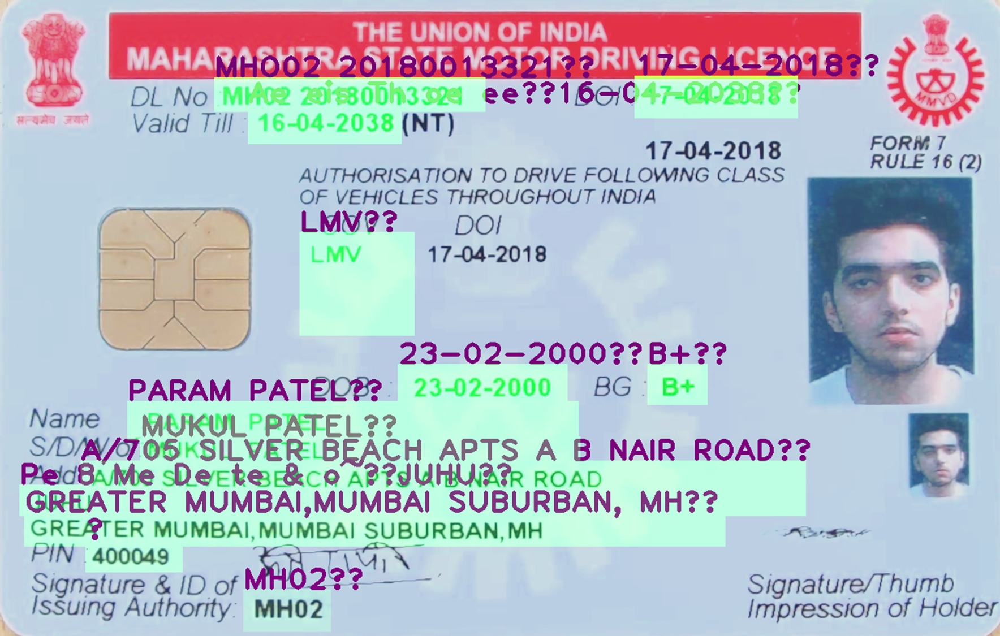 THE UNION OF INDIA
MAHARASHTRA STATE MOTOR DRIVING LICENCE
MH002 20180013321?? 17-04-2018??
Ae eis Th oe ee??16-04-2038??
DL No MH02 20180013321 DOI 17-04-2018
Valid Till : 16-04-2038 (NT)
17-04-2018
FORM 7
RULE 16 (2)
MMVD
सत्यमेव जयते
AUTHORISATION TO DRIVE FOLLOWING CLASS
OF VEHICLES THROUGHOUT INDIA
LMV??
COV DOI
LMV 17-04-2018
23-02-2000??B+??
DOB : 23-02-2000 BG : B+
PARAM PATEL??
Name PARAM PATEL
MUKUL PATEL??
S/D/W of MUKUL PATEL
A/705 SILVER BEACH APTS A B NAIR ROAD??
Pe 8 Me De te & o~??JUHU??
Add A/705 SILVER BEACH APTS A B NAIR ROAD
JUHU
GREATER MUMBAI,MUMBAI SUBURBAN, MH??
GREATER MUMBAI,MUMBAI SUBURBAN,MH
?
PIN : 400049
MH02??
Signature & ID of
Issuing Authority: MH02
Signature/Thumb
Impression of Holder